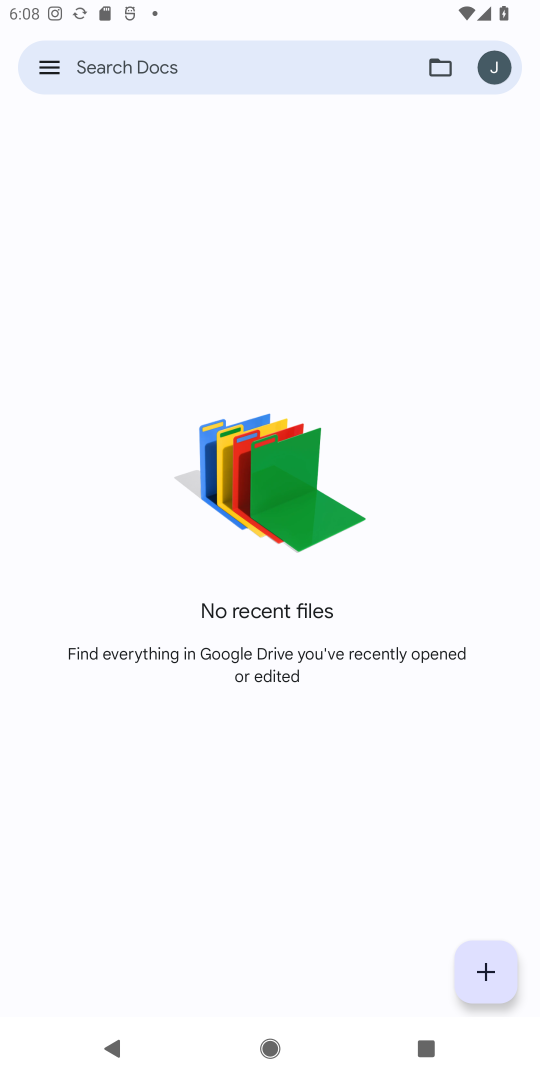 6:08
Search Docs
J
No recent files
Find everything in Google Drive you've recently opened
or edited